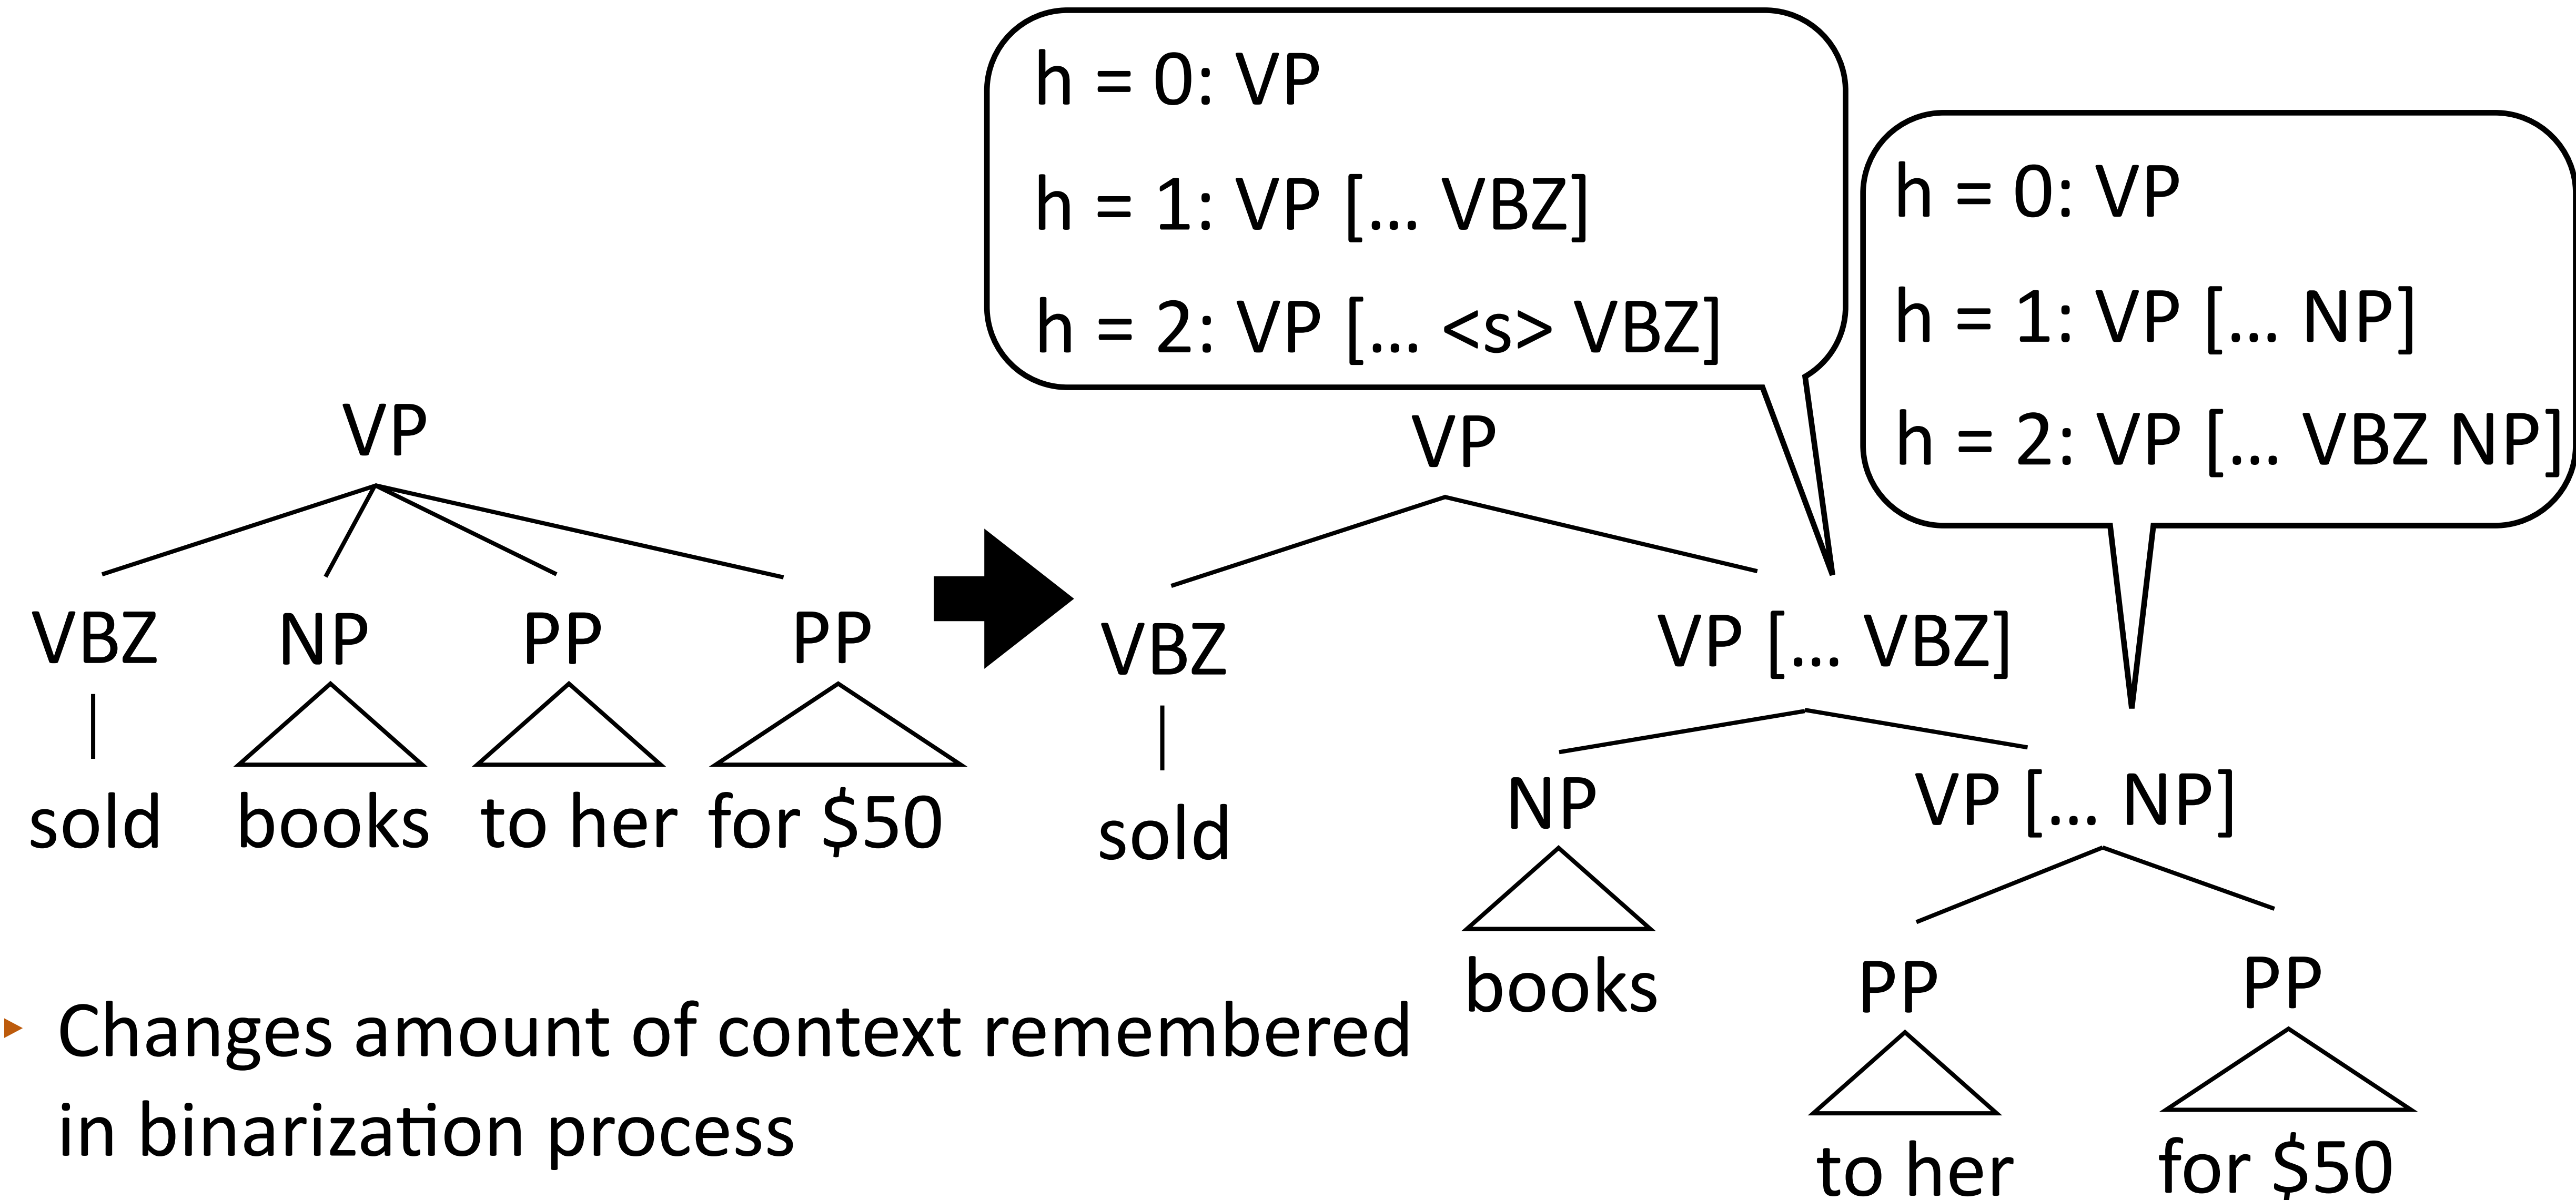 h = 0: VP
h = 1: VP [... VBZ]
h = 2: VP [... <s> VBZ]
h = 0: VP
h = 1: VP [... NP]
h = 2: VP [... VBZ NP]
VP
VBZ NP PP PP
sold books to her for $50
VP
VBZ VP [... VBZ]
sold
NP VP [... NP]
books
PP PP
to her for $50
‣ Changes amount of context remembered
in binarization process